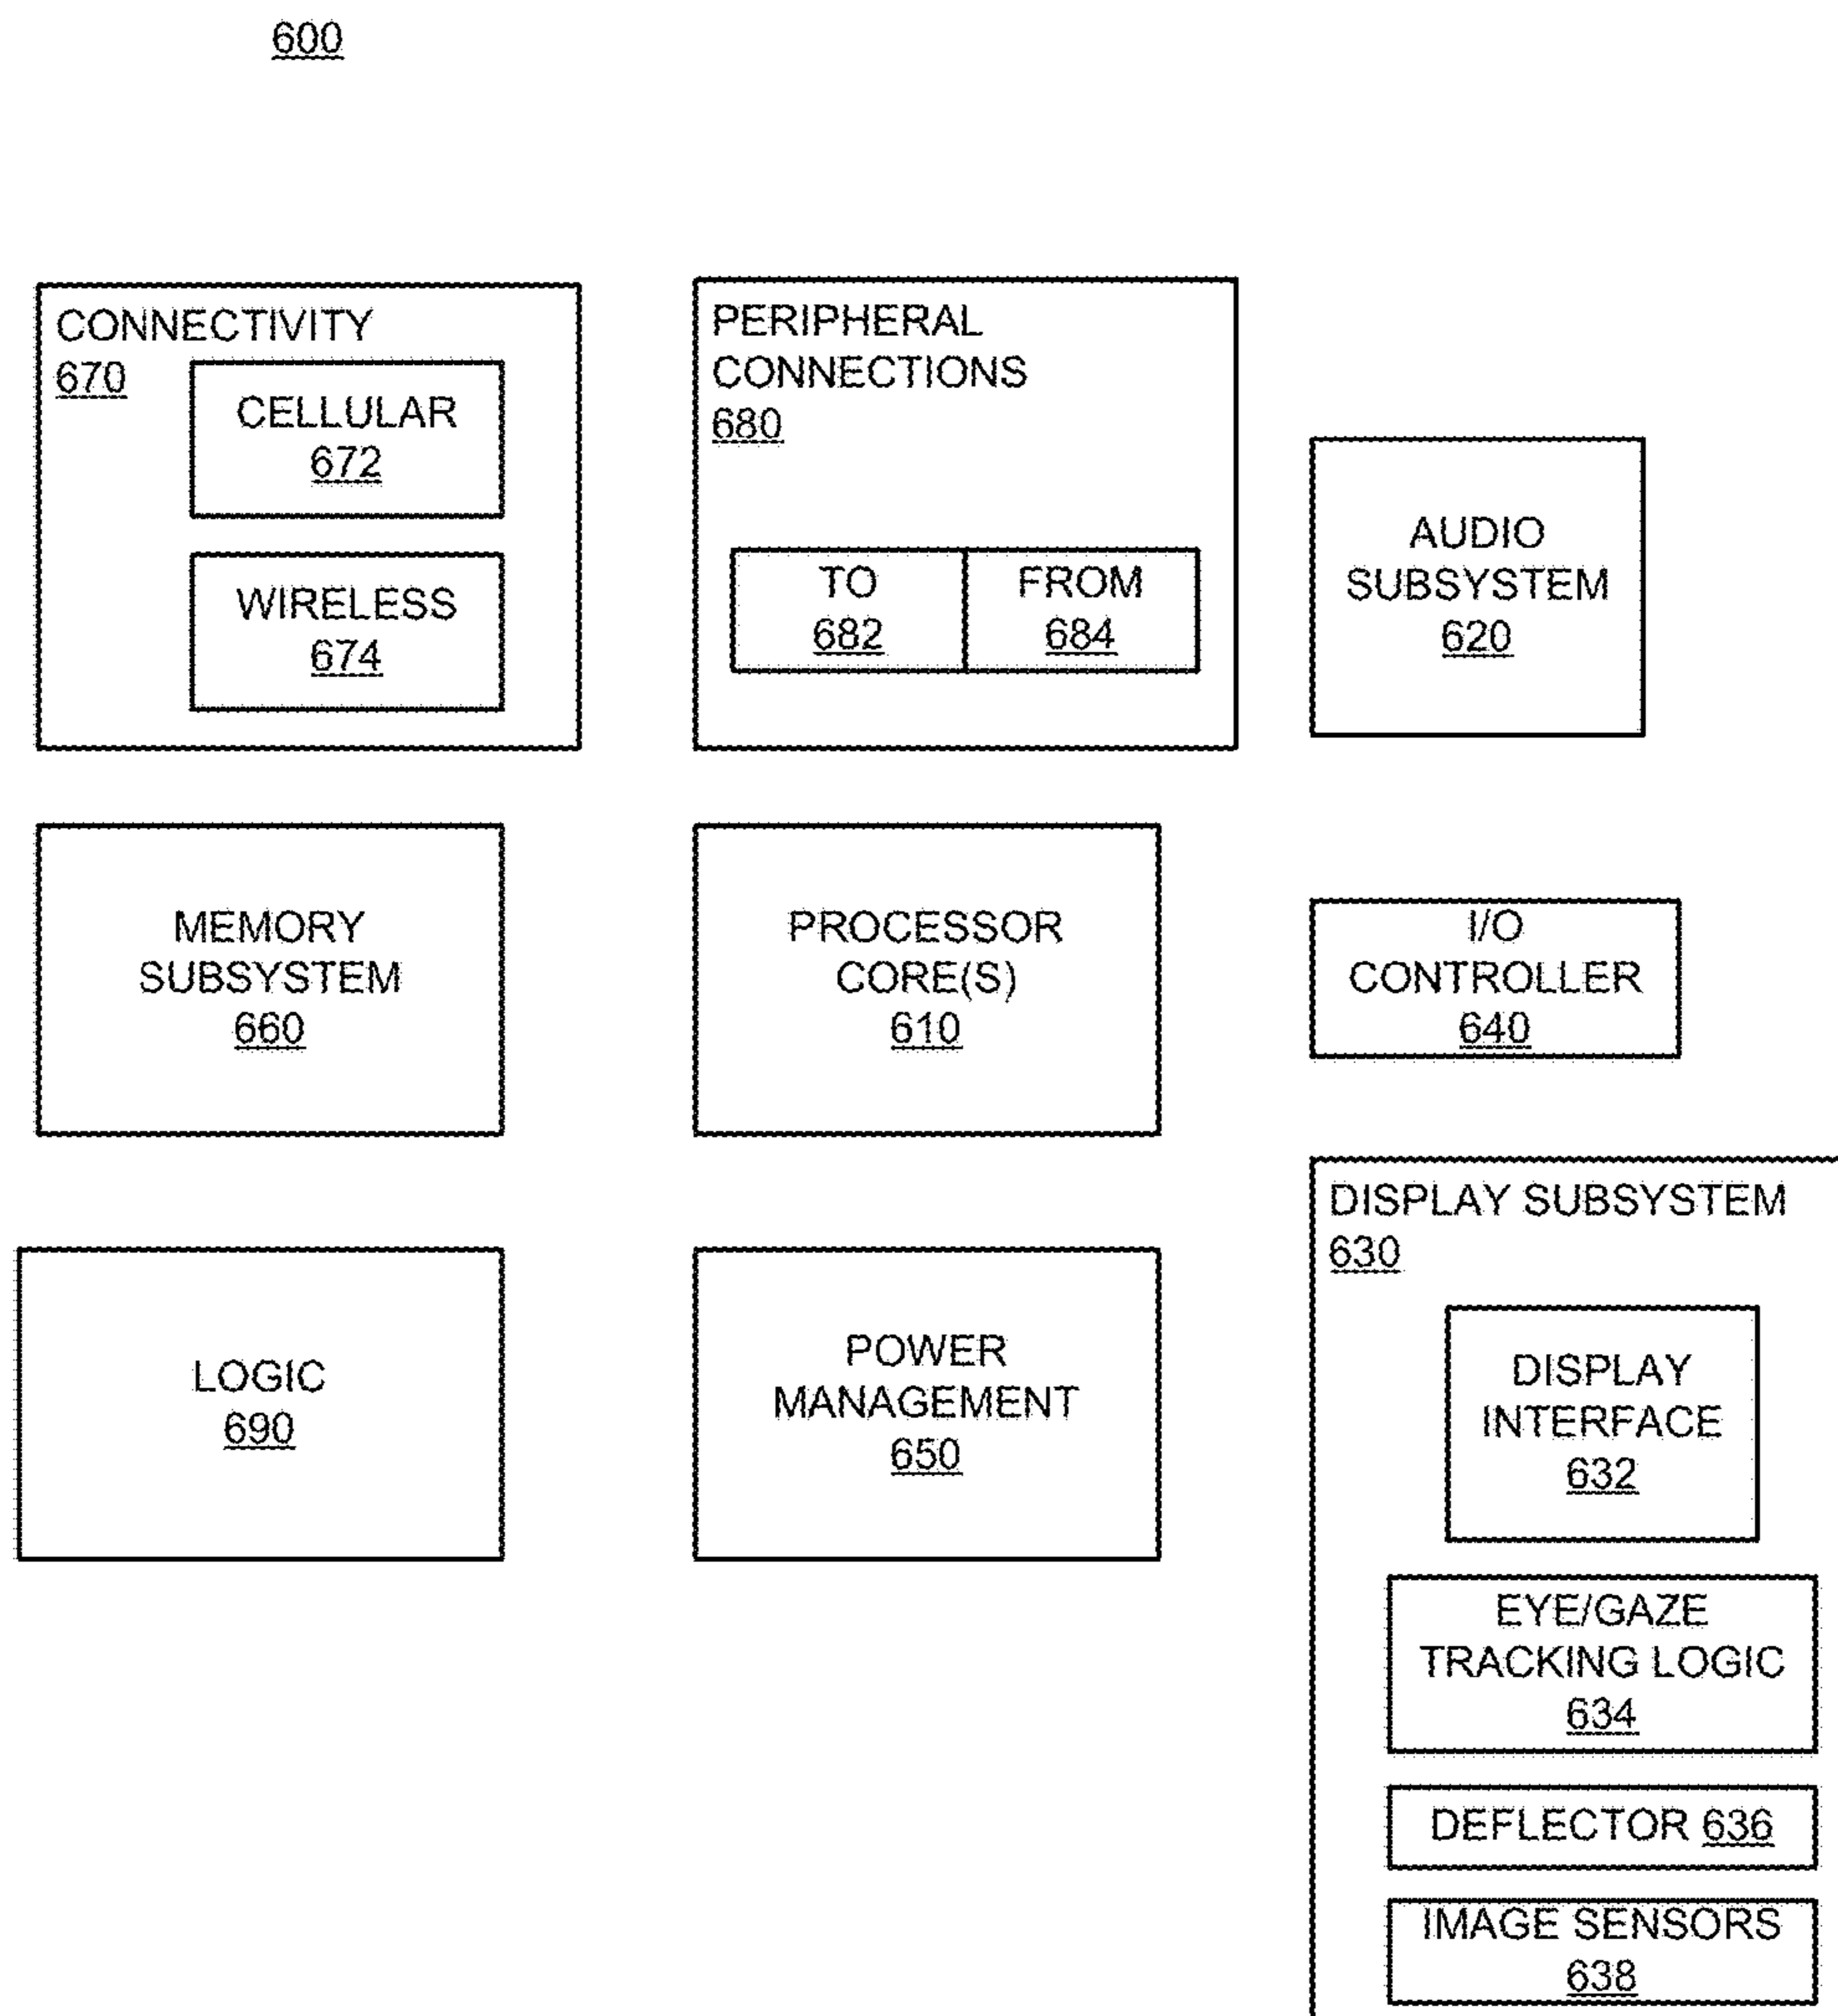 600
CONNECTIVITY
670
CELLULAR
672
WIRELESS
674
PERIPHERAL
CONNECTIONS
680
TO
682
FROM
684
AUDIO
SUBSYSTEM
620
MEMORY
SUBSYSTEM
660
PROCESSOR
CORE(S)
610
I/O
CONTROLLER
640
LOGIC
690
POWER
MANAGEMENT
650
DISPLAY SUBSYSTEM
630
DISPLAY
INTERFACE
632
EYE/GAZE
TRACKING LOGIC
634
DEFLECTOR 636
IMAGE SENSORS
638